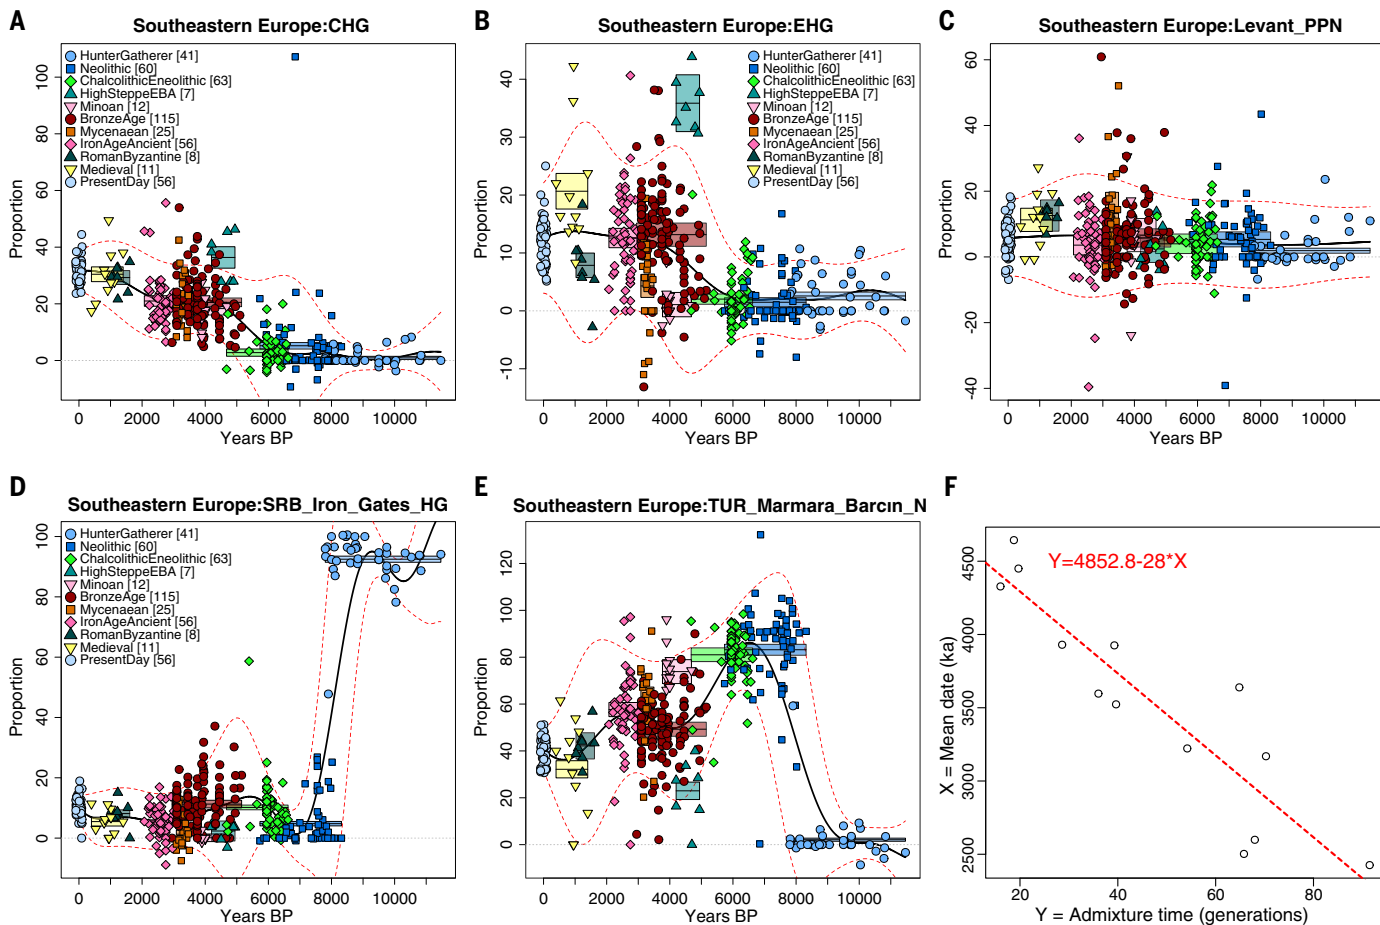 A
Southeastern Europe:CHG
HunterGatherer [41]
Neolithic [60]
ChalcolithicEneolithic [63]
HighSteppeEBA [7]
Minoan [12]
BronzeAge [115]
Mycenaean [25]
IronAgeAncient [56]
RomanByzantine [8]
Medieval [11]
PresentDay [56]
Proportion
100
80
60
40
20
0
0 2000 4000 6000 8000 10000
Years BP
B
Southeastern Europe:EHG
HunterGatherer [41]
Neolithic [60]
ChalcolithicEneolithic [63]
HighSteppeEBA [7]
Minoan [12]
BronzeAge [115]
Mycenaean [25]
IronAgeAncient [56]
RomanByzantine [8]
Medieval [11]
PresentDay [56]
Proportion
40
30
20
10
0
-10
0 2000 4000 6000 8000 10000
Years BP
C
Southeastern Europe:Levant_PPN
Proportion
60
40
20
0
-20
-40
0 2000 4000 6000 8000 10000
Years BP
D
Southeastern Europe:SRB_Iron_Gates_HG
HunterGatherer [41]
Neolithic [60]
ChalcolithicEneolithic [63]
HighSteppeEBA [7]
Minoan [12]
BronzeAge [115]
Mycenaean [25]
IronAgeAncient [56]
RomanByzantine [8]
Medieval [11]
PresentDay [56]
Proportion
100
80
60
40
20
0
0 2000 4000 6000 8000 10000
Years BP
E
Southeastern Europe:TUR_Marmara_Barcın_N
Proportion
120
100
80
60
40
20
0
0 2000 4000 6000 8000 10000
Years BP
F
Y=4852.8-28*X
X = Mean date (ka)
4500
4000
3500
3000
2500
20 40 60 80
Y = Admixture time (generations)